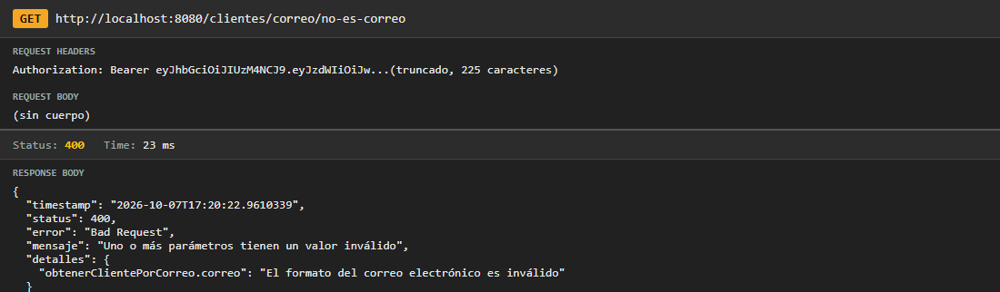 GET http://localhost:8080/clientes/correo/no-es-correo
REQUEST HEADERS
Authorization: Bearer eyJhbGciOiJIUzM4NCJ9.eyJzdWIiOiJw...(truncado, 225 caracteres)
REQUEST BODY
(sin cuerpo)
Status: 400 Time: 23 ms
RESPONSE BODY
{
"timestamp": "2026-10-07T17:20:22.9610339",
"status": 400,
"error": "Bad Request",
"mensaje": "Uno o más parámetros tienen un valor inválido",
"detalles": {
"obtenerClientePorCorreo.correo": "El formato del correo electrónico es inválido"
}